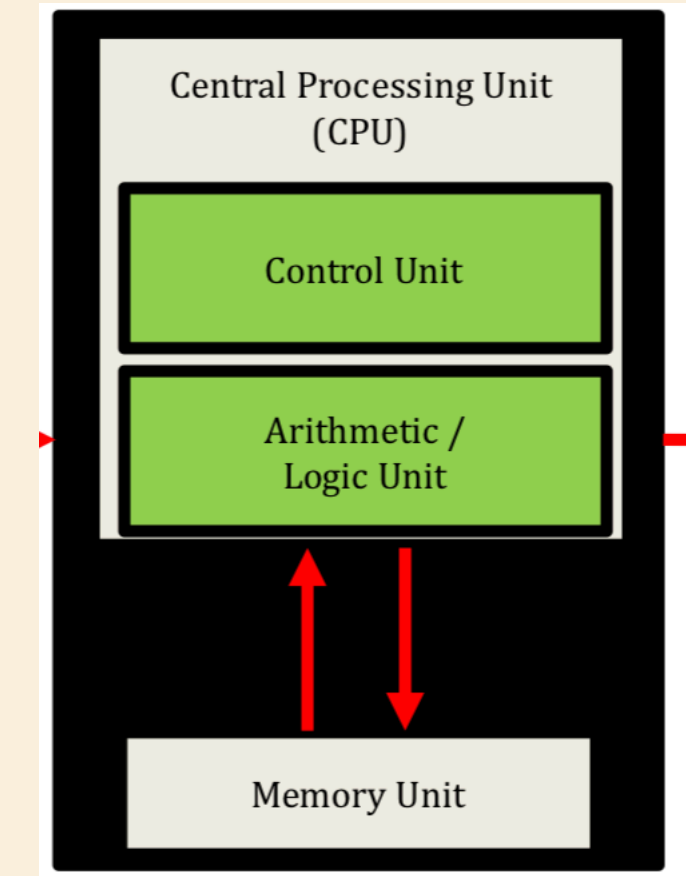 Central Processing Unit
(CPU)
Control Unit
Arithmetic /
Logic Unit
Memory Unit